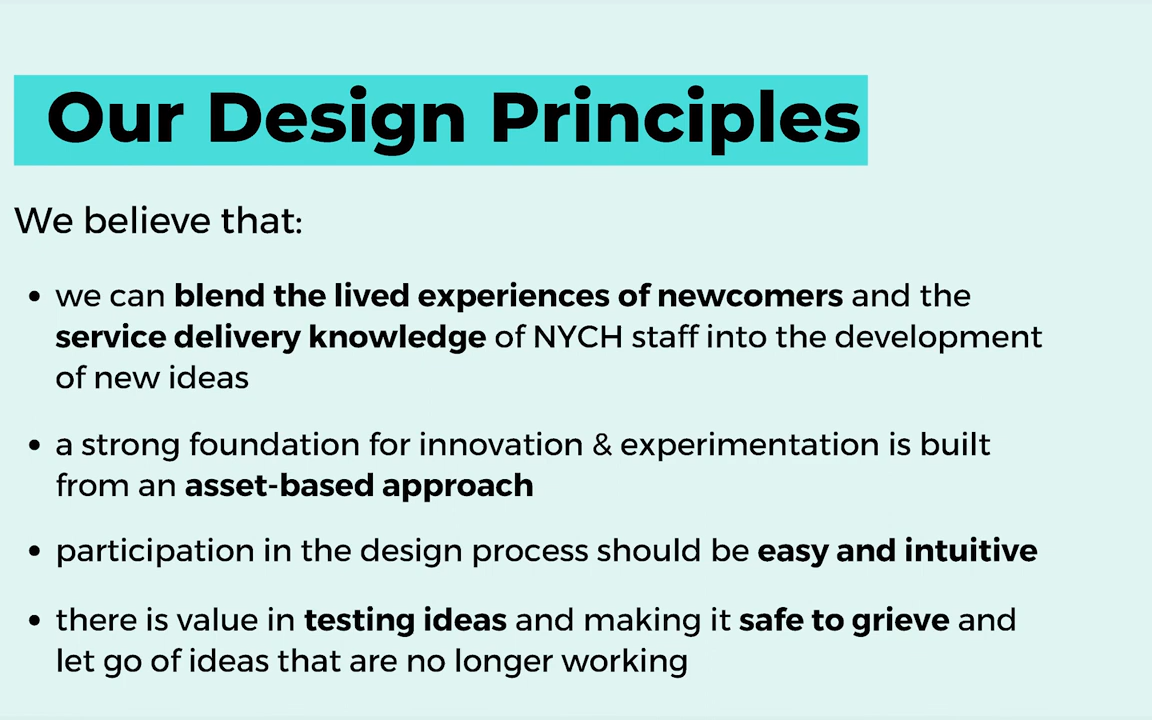 Our Design Principles
We believe that:
• we can blend the lived experiences of newcomers and the
service delivery knowledge of NYCH staff into the development
of new ideas
• a strong foundation for innovation & experimentation is built
from an asset-based approach
• participation in the design process should be easy and intuitive
• there is value in testing ideas and making it safe to grieve and
let go of ideas that are no longer working